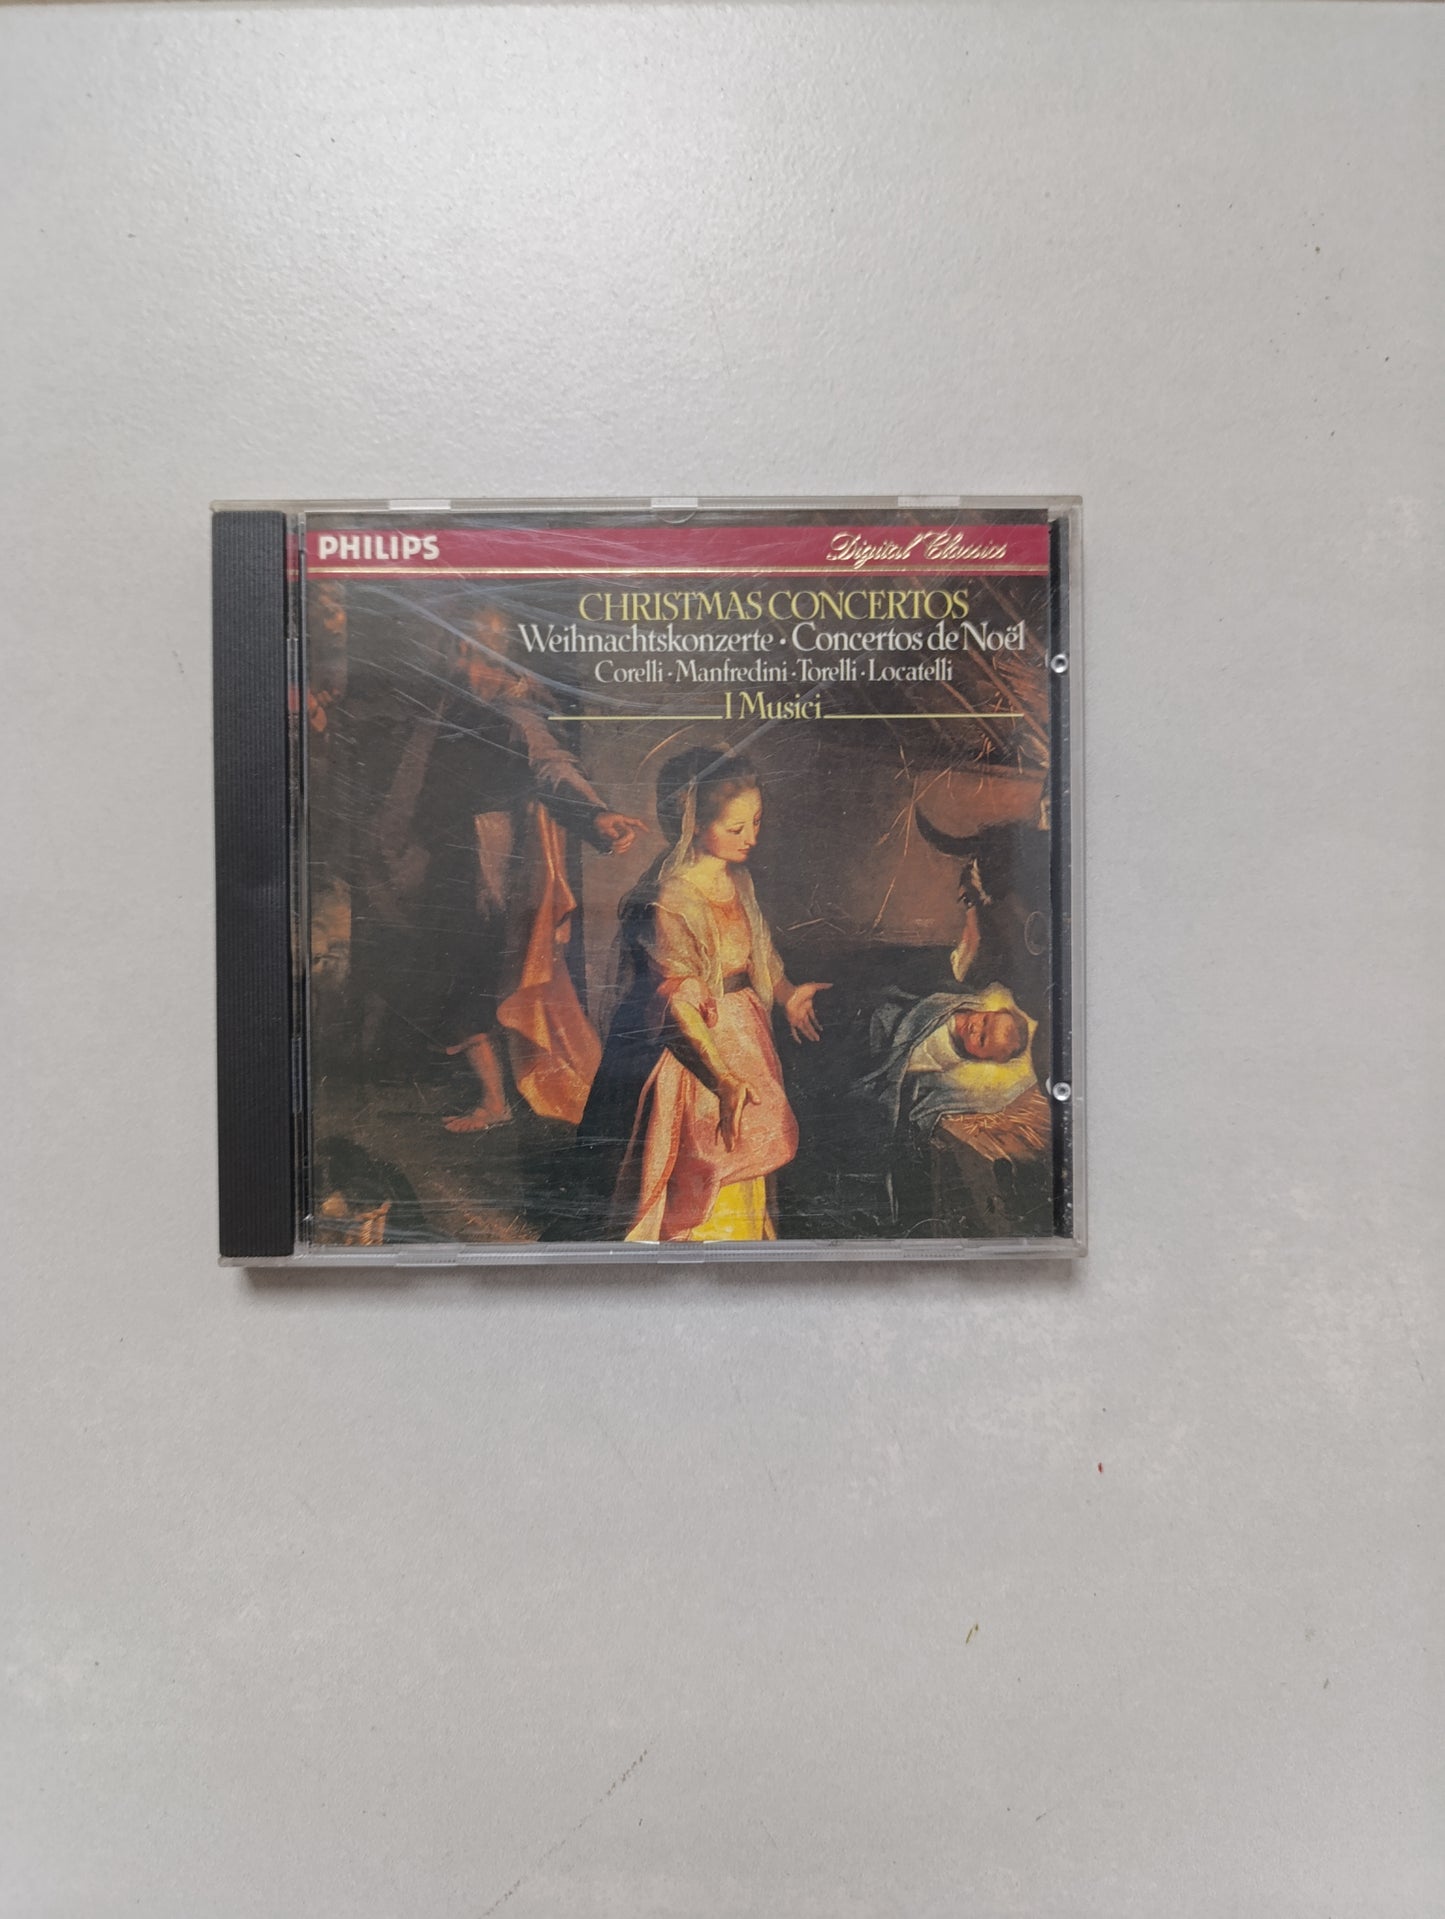 PHILIPS Digital Classics
CHRISTMAS CONCERTOS
Weihnachtskonzerte · Concertos de Noël
Corelli · Manfredini · Torelli · Locatelli
I Musici